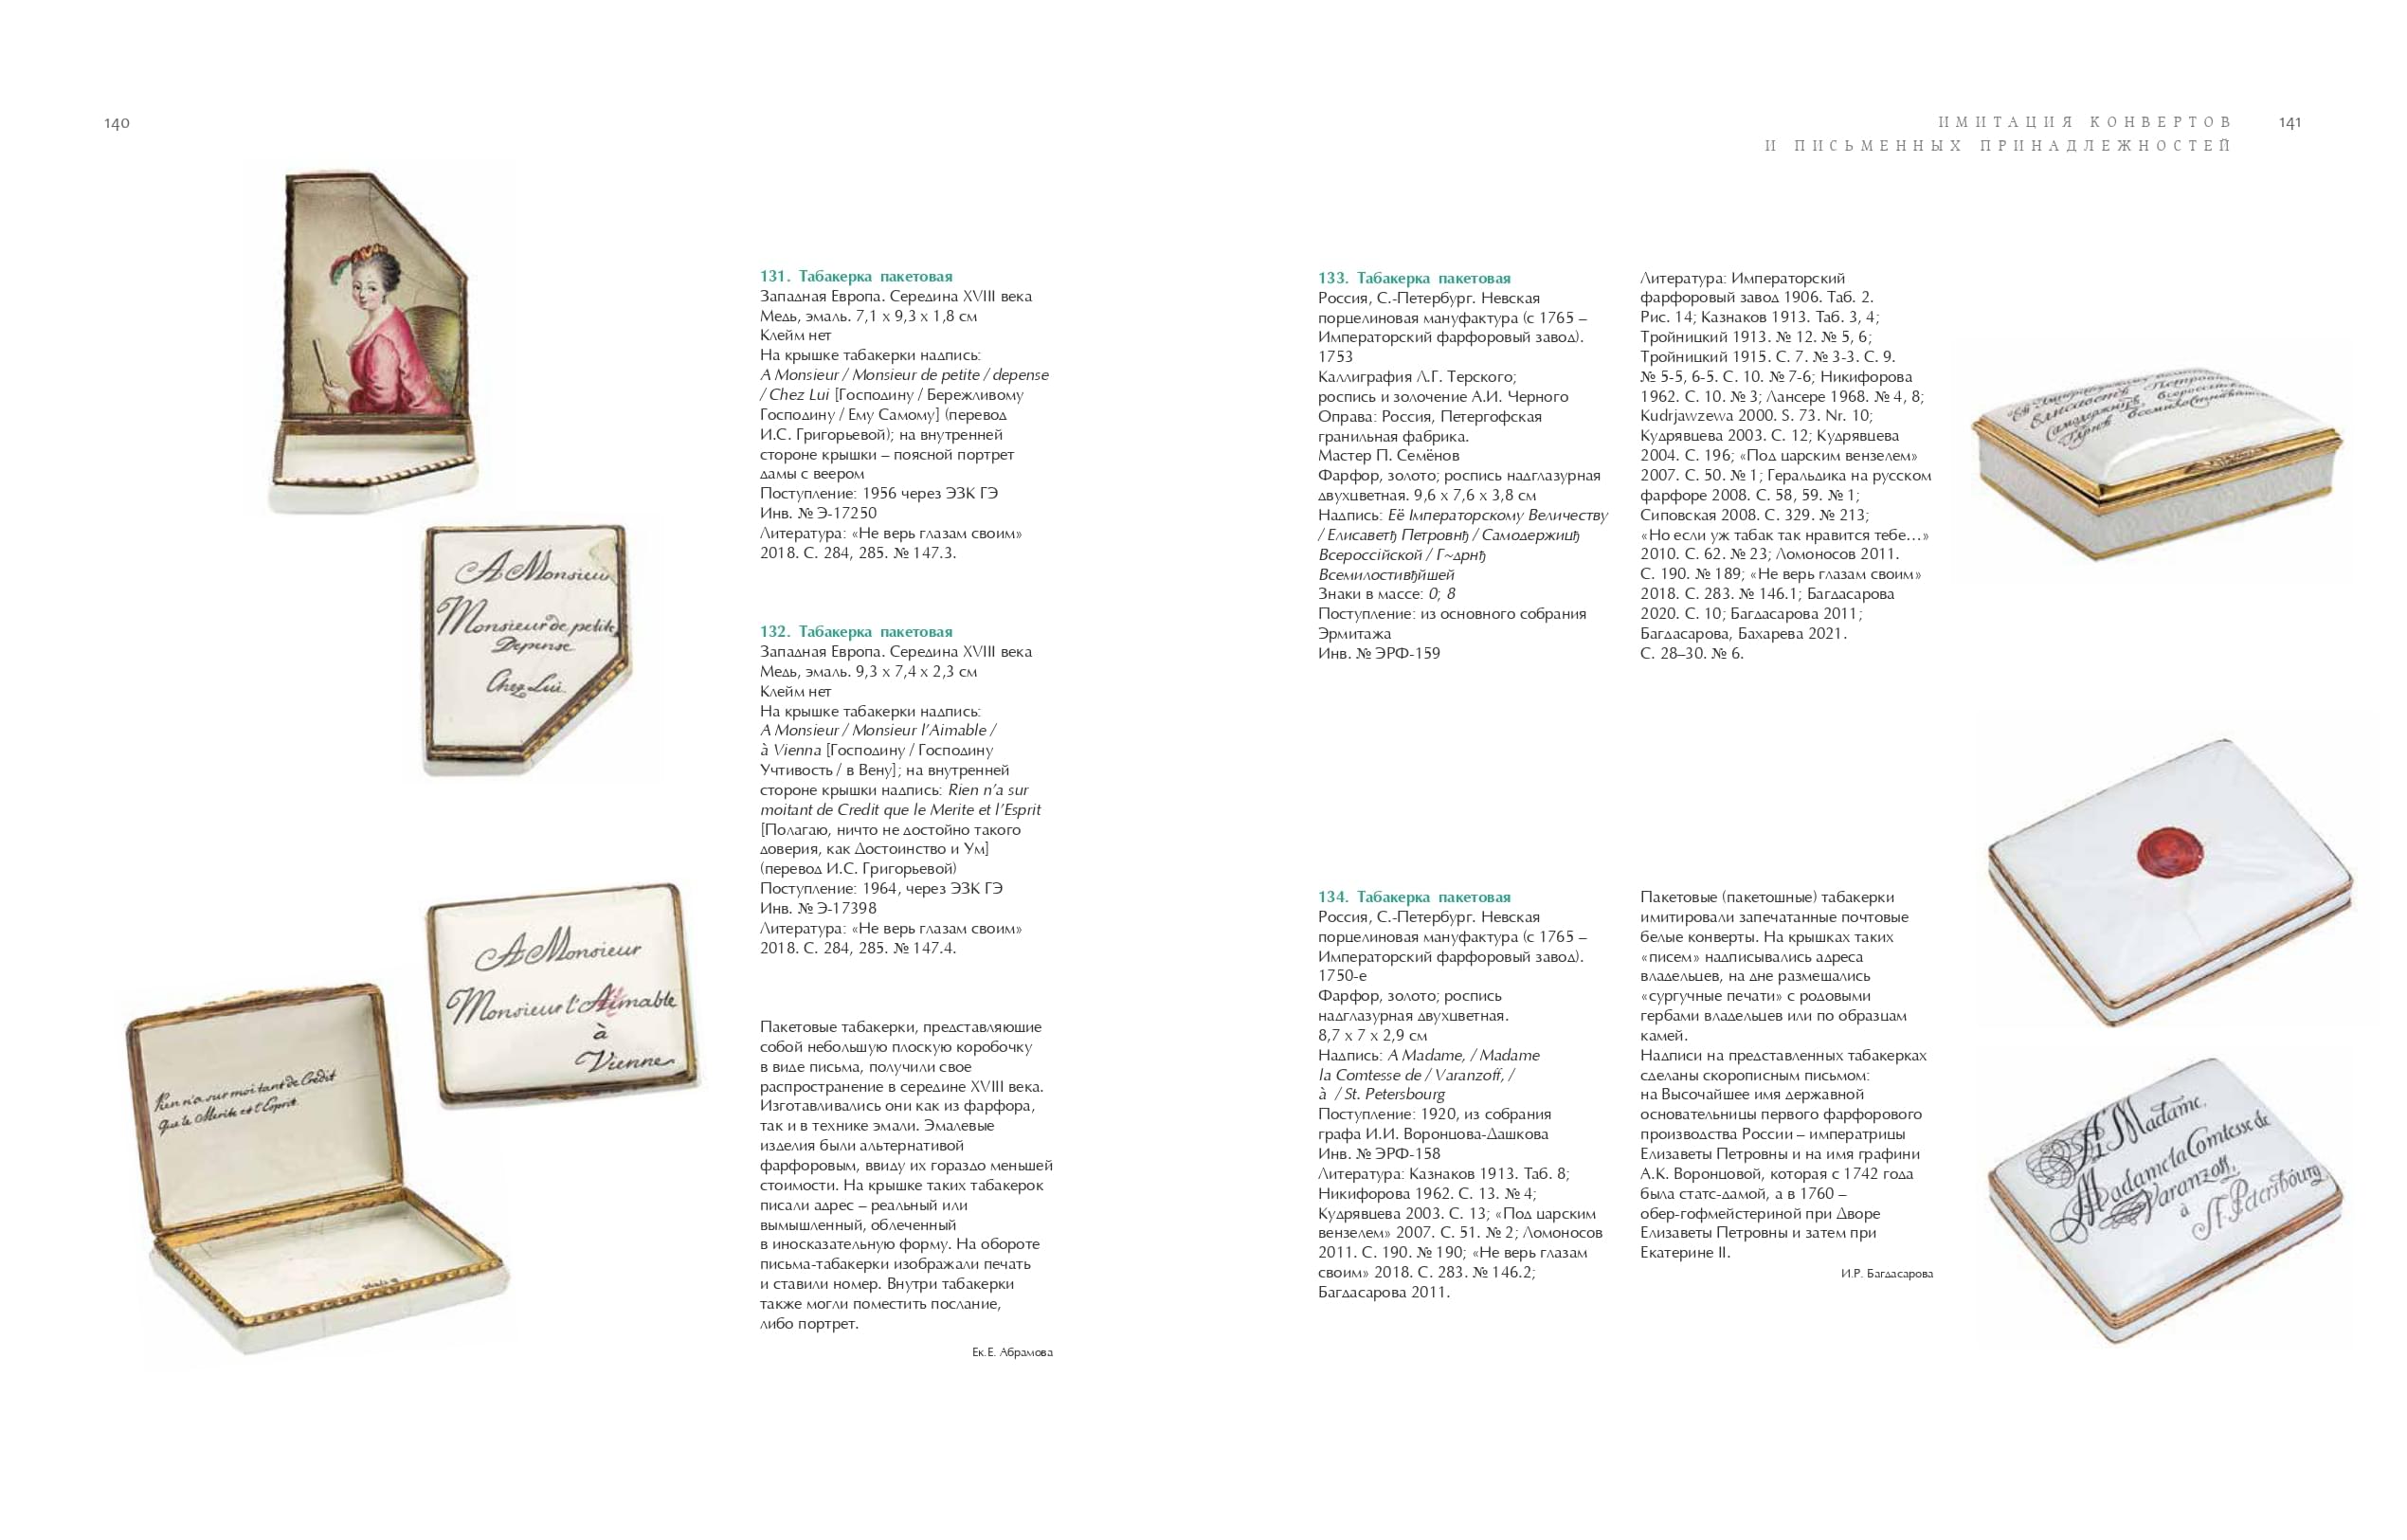 140
131. Табакерка пакетовая
Западная Европа. Середина XVIII века
Медь, эмаль. 7,1 х 9,3 х 1,8 см
Клейм нет
На крышке табакерки надпись:
A Monsieur / Monsieur de petite / depense
/ Chez Lui [Господину / Бережливому
Господину / Ему Самому] (перевод
И.С. Григорьевой); на внутренней
стороне крышки – поясной портрет
дамы с веером
Поступление: 1956 через ЭЗК ГЭ
Инв. № Э-17250
Литература: «Не верь глазам своим»
2018. С. 284, 285. № 147.3.
A Monsieur
Monsieur de petite
Depense
Chez Lui
132. Табакерка пакетовая
Западная Европа. Середина XVIII века
Медь, эмаль. 9,3 х 7,4 х 2,3 см
Клейм нет
На крышке табакерки надпись:
A Monsieur / Monsieur l’Aimable /
à Vienna [Господину / Господину
Учтивость / в Вену]; на внутренней
стороне крышки надпись: Rien n’a sur
moitant de Credit que le Merite et l’Esprit
[Полагаю, ничто не достойно такого
доверия, как Достоинство и Ум]
(перевод И.С. Григорьевой)
Поступление: 1964, через ЭЗК ГЭ
Инв. № Э-17398
Литература: «Не верь глазам своим»
2018. С. 284, 285. № 147.4.
A Monsieur
Monsieur l'Aimable
à
Vienne
Rien n'a sur moi tant de Credit
que le Merite et l'Esprit
Пакетовые табакерки, представляющие
собой небольшую плоскую коробочку
в виде письма, получили свое
распространение в середине XVIII века.
Изготавливались они как из фарфора,
так и в технике эмали. Эмалевые
изделия были альтернативой
фарфоровым, ввиду их гораздо меньшей
стоимости. На крышке таких табакерок
писали адрес – реальный или
вымышленный, облеченный
в иносказательную форму. На обороте
письма-табакерки изображали печать
и ставили номер. Внутри табакерки
также могли поместить послание,
либо портрет.
Ек.Е. Абрамова
ИМИТАЦИЯ КОНВЕРТОВ
И ПИСЬМЕННЫХ ПРИНАДЛЕЖНОСТЕЙ
141
133. Табакерка пакетовая
Россия, С.-Петербург. Невская
порцелиновая мануфактура (с 1765 –
Императорский фарфоровый завод).
1753
Каллиграфия Л.Г. Терского;
роспись и золочение А.И. Черного
Оправа: Россия, Петергофская
гранильная фабрика.
Мастер П. Семёнов
Фарфор, золото; роспись надглазурная
двухцветная. 9,6 х 7,6 х 3,8 см
Надпись: Её Iмператорскому Величеству
/ Елисаветђ Петровнђ / Самодержицђ
Всероссiйской / Г~дрнђ
Всемилостивђйшей
Знаки в массе: 0; 8
Поступление: из основного собрания
Эрмитажа
Инв. № ЭРФ-159
Литература: Императорский
фарфоровый завод 1906. Таб. 2.
Рис. 14; Казнаков 1913. Таб. 3, 4;
Тройницкий 1913. № 12. № 5, 6;
Тройницкий 1915. С. 7. № 3-3. С. 9.
№ 5-5, 6-5. С. 10. № 7-6; Никифорова
1962. С. 10. № 3; Лансере 1968. № 4, 8;
Kudrjawzewa 2000. S. 73. Nr. 10;
Кудрявцева 2003. С. 12; Кудрявцева
2004. С. 196; «Под царским вензелем»
2007. С. 50. № 1; Геральдика на русском
фарфоре 2008. С. 58, 59. № 1;
Сиповская 2008. С. 329. № 213;
«Но если уж табак так нравится тебе…»
2010. С. 62. № 23; Ломоносов 2011.
С. 190. № 189; «Не верь глазам своим»
2018. С. 283. № 146.1; Багдасарова
2020. С. 10; Багдасарова 2011;
Багдасарова, Бахарева 2021.
С. 28–30. № 6.
134. Табакерка пакетовая
Россия, С.-Петербург. Невская
порцелиновая мануфактура (с 1765 –
Императорский фарфоровый завод).
1750-е
Фарфор, золото; роспись
надглазурная двухцветная.
8,7 х 7 х 2,9 см
Надпись: A Madame, / Madame
la Comtesse de / Varanzoff, /
à / St. Petersbourg
Поступление: 1920, из собрания
графа И.И. Воронцова-Дашкова
Инв. № ЭРФ-158
Литература: Казнаков 1913. Таб. 8;
Никифорова 1962. С. 13. № 4;
Кудрявцева 2003. С. 13; «Под царским
вензелем» 2007. С. 51. № 2; Ломоносов
2011. С. 190. № 190; «Не верь глазам
своим» 2018. С. 283. № 146.2;
Багдасарова 2011.
Пакетовые (пакетошные) табакерки
имитировали запечатанные почтовые
белые конверты. На крышках таких
«писем» надписывались адреса
владельцев, на дне размещались
«сургучные печати» с родовыми
гербами владельцев или по образцам
камей.
Надписи на представленных табакерках
сделаны скорописным письмом:
на Высочайшее имя державной
основательницы первого фарфорового
производства России – императрицы
Елизаветы Петровны и на имя графини
А.К. Воронцовой, которая с 1742 года
была статс-дамой, а в 1760 –
обер-гофмейстериной при Дворе
Елизаветы Петровны и затем при
Екатерине II.
И.Р. Багдасарова
A Madame,
Madame la Comtesse de
Varanzoff,
à
St. Petersbourg